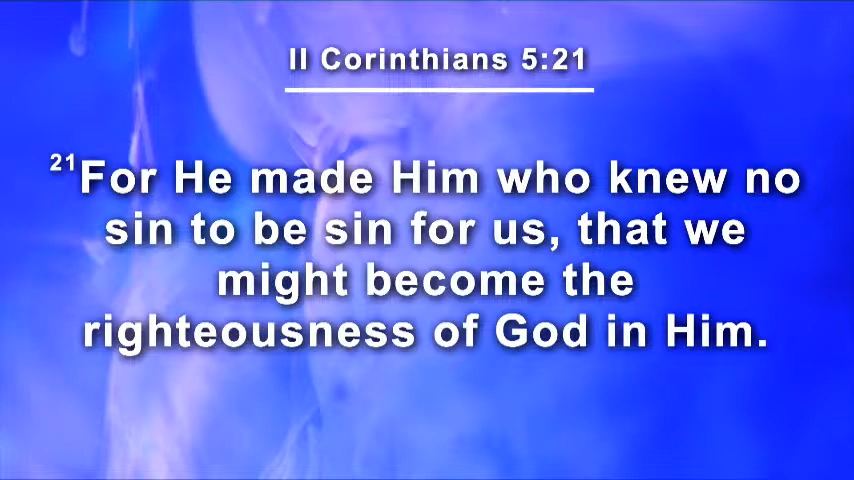 II Corinthians 5:21
21For He made Him who knew no
sin to be sin for us, that we
might become the
righteousness of God in Him.